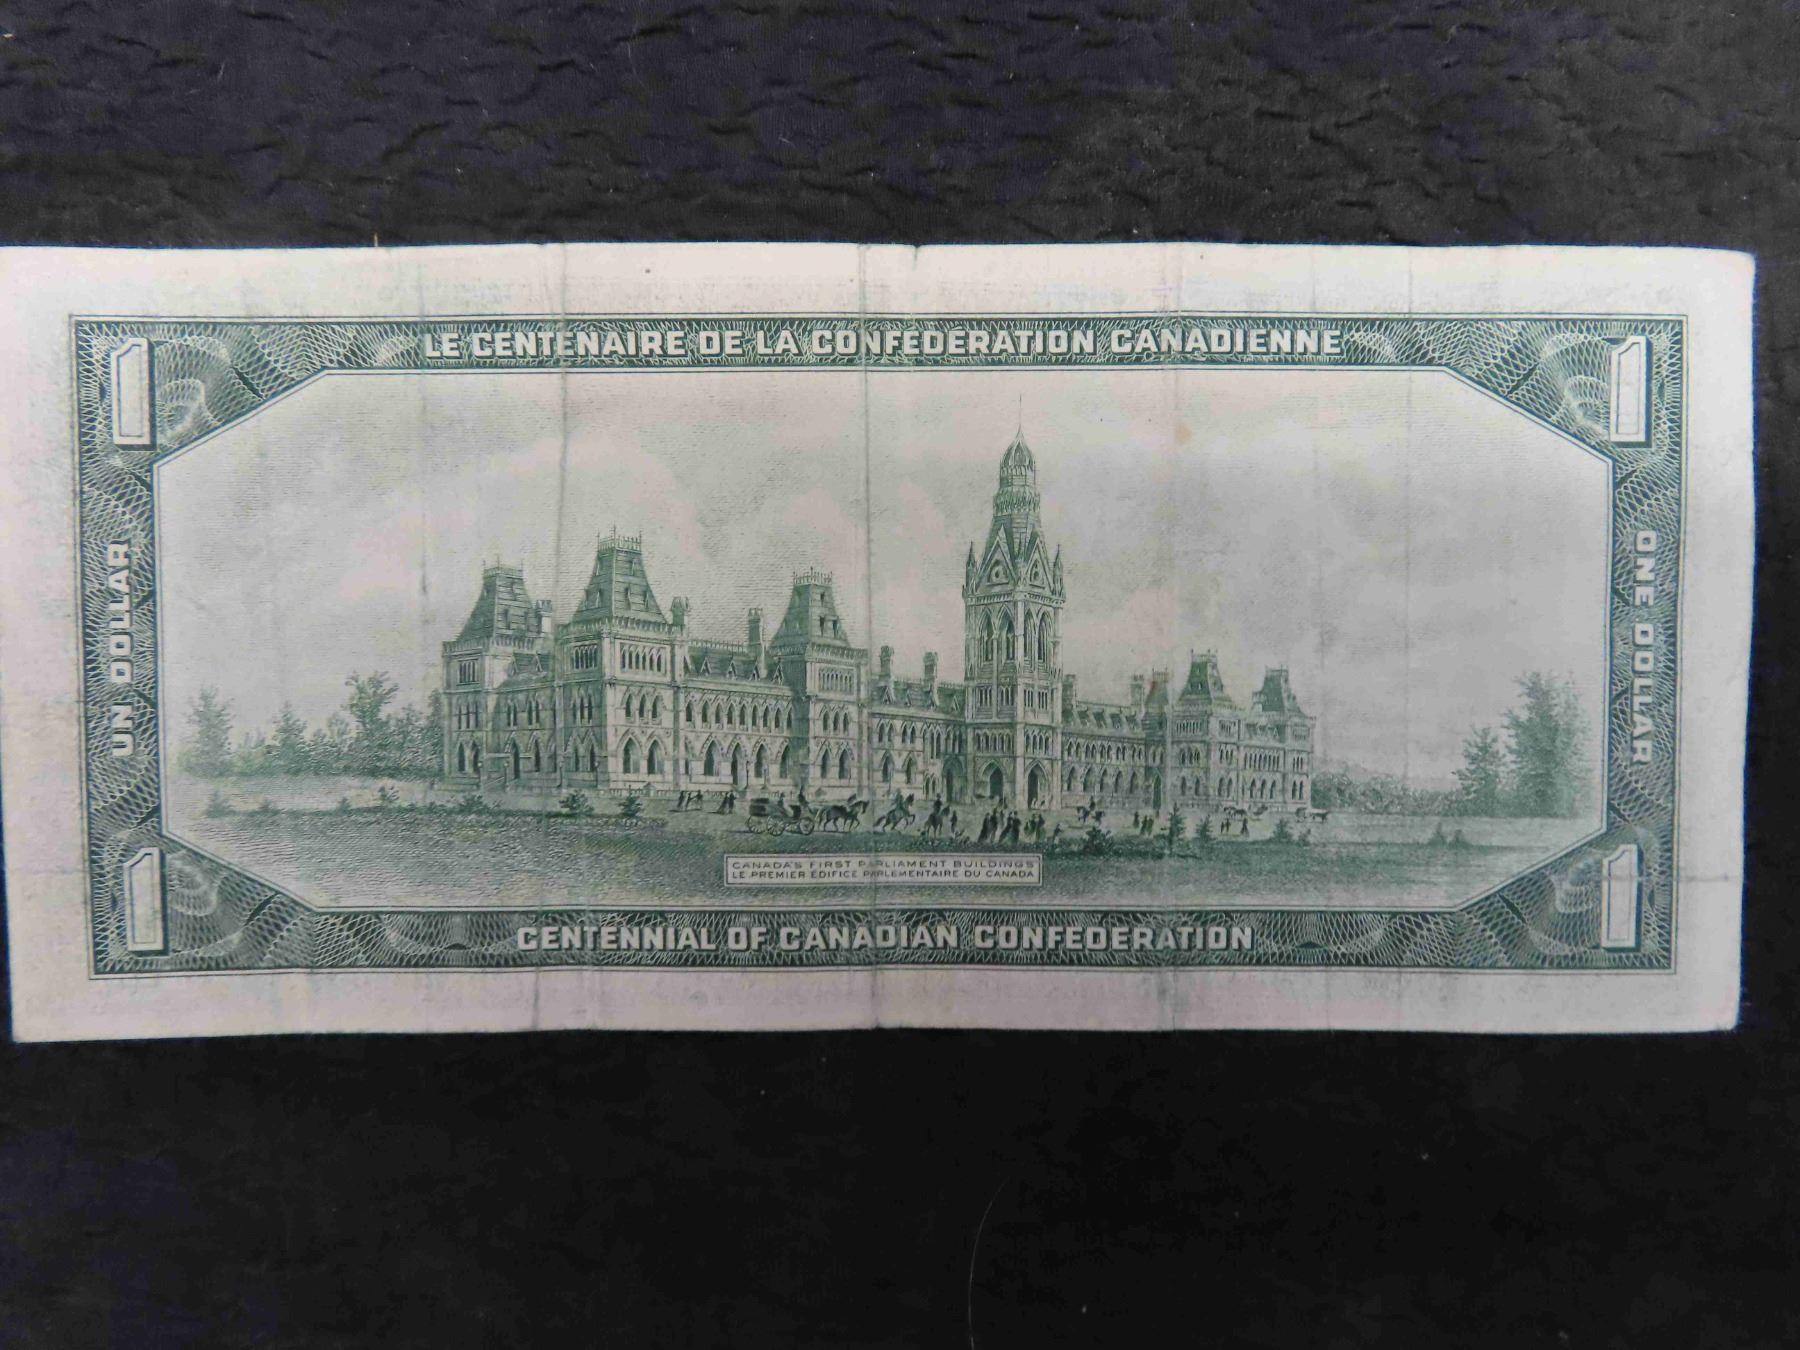 LE CENTENAIRE DE LA CONFÉDÉRATION CANADIENNE
1
1
UN DOLLAR
ONE DOLLAR
CANADA'S FIRST PARLIAMENT BUILDINGS
LE PREMIER ÉDIFICE PARLEMENTAIRE DU CANADA
1
1
CENTENNIAL OF CANADIAN CONFEDERATION